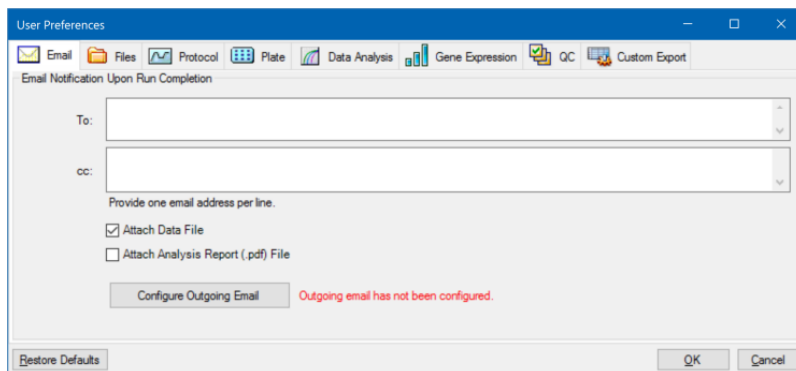 User Preferences
Email Files Protocol Plate Data Analysis Gene Expression QC Custom Export
Email Notification Upon Run Completion
To:
cc:
Provide one email address per line.
Attach Data File
Attach Analysis Report (.pdf) File
Configure Outgoing Email Outgoing email has not been configured.
Restore Defaults OK Cancel